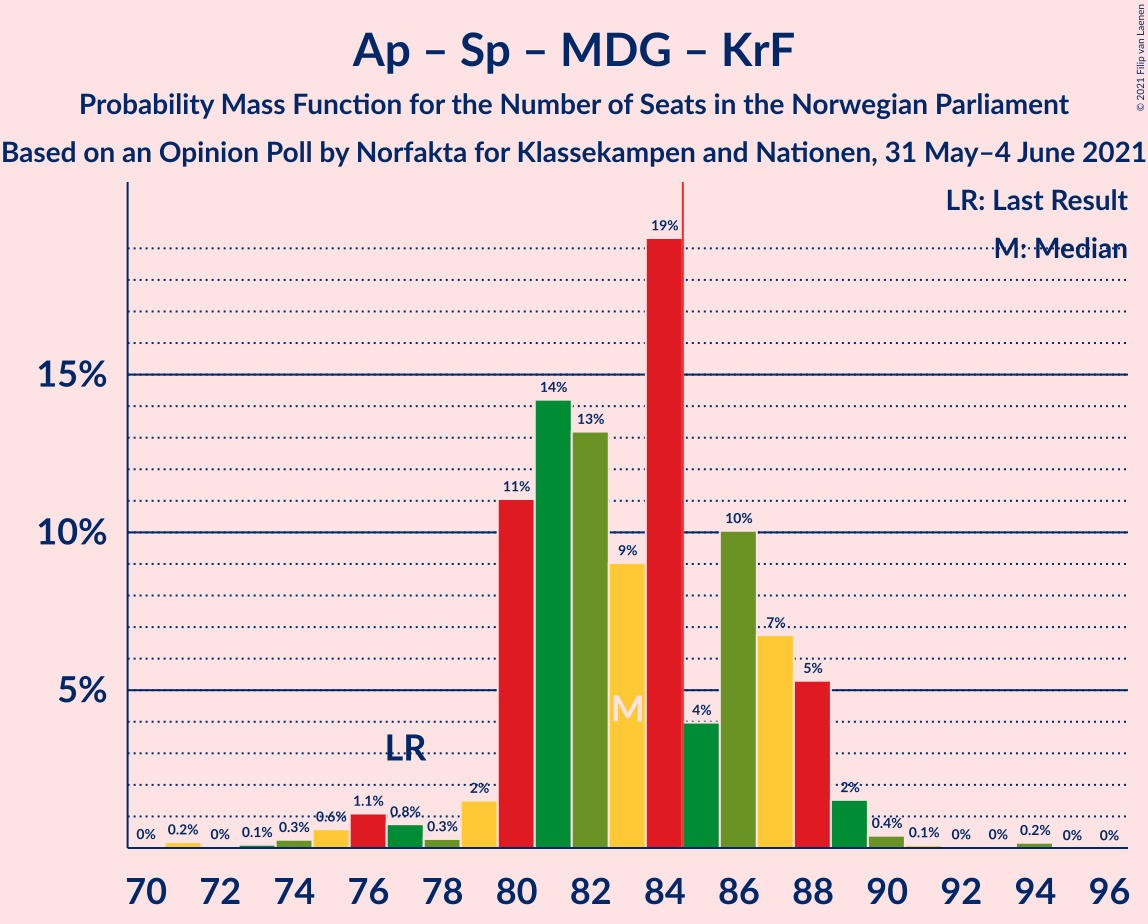 Ap – Sp – MDG – KrF
Probability Mass Function for the Number of Seats in the Norwegian Parliament
Based on an Opinion Poll by Norfakta for Klassekampen and Nationen, 31 May–4 June 2021
© 2021 Filip van Laenen
LR: Last Result
M: Median
15%
10%
5%
0% 0.2% 0% 0.1% 0.3% 0.6% 1.1% 0.8% 0.3% 2% 11% 14% 13% 9% 19% 4% 10% 7% 5% 2% 0.4% 0.1% 0% 0% 0.2% 0% 0%
LR
M
70 72 74 76 78 80 82 84 86 88 90 92 94 96